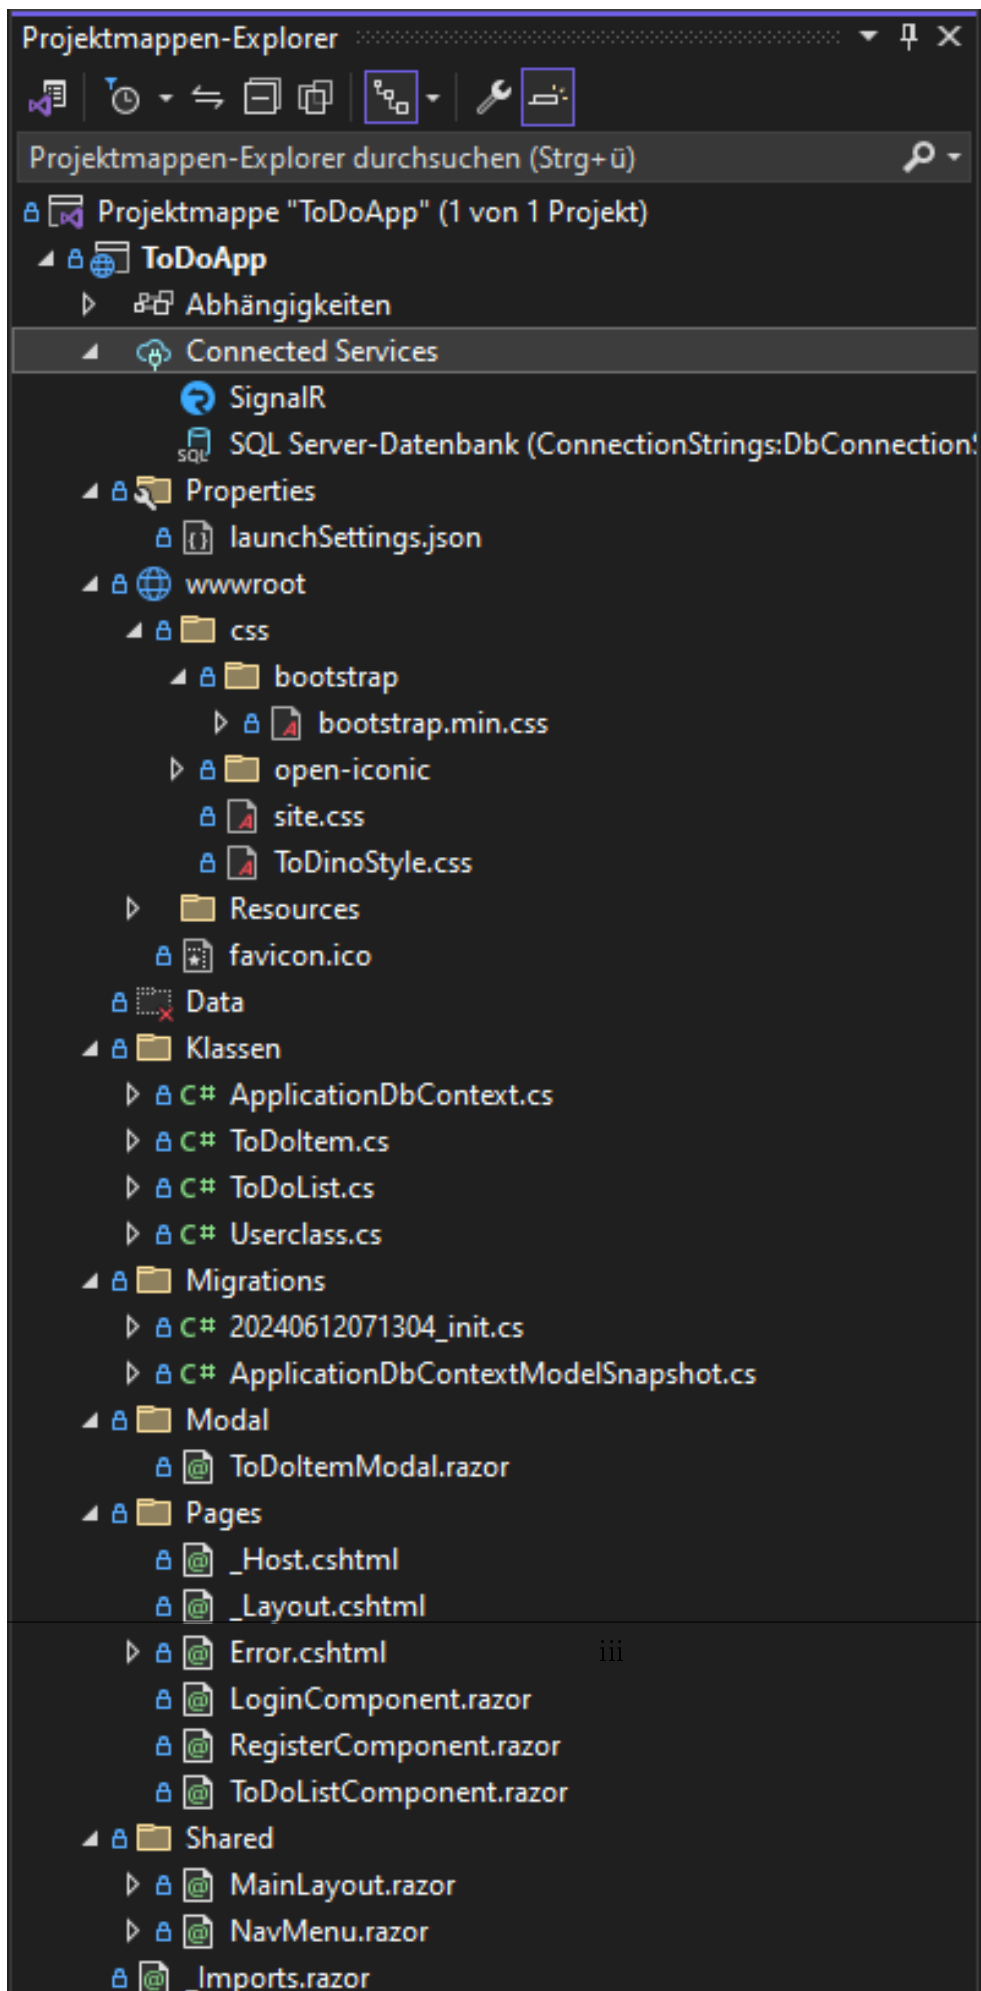 Projektmappen-Explorer
Projektmappen-Explorer durchsuchen (Strg+ü)
Projektmappe "ToDoApp" (1 von 1 Projekt)
ToDoApp
Abhängigkeiten
Connected Services
SignalR
SQL Server-Datenbank (ConnectionStrings:DbConnection
Properties
launchSettings.json
wwwroot
css
bootstrap
bootstrap.min.css
open-iconic
site.css
ToDinoStyle.css
Resources
favicon.ico
Data
Klassen
C# ApplicationDbContext.cs
C# ToDoItem.cs
C# ToDoList.cs
C# Userclass.cs
Migrations
C# 20240612071304_init.cs
C# ApplicationDbContextModelSnapshot.cs
Modal
ToDoItemModal.razor
Pages
_Host.cshtml
_Layout.cshtml
Error.cshtml
iii
LoginComponent.razor
RegisterComponent.razor
ToDoListComponent.razor
Shared
MainLayout.razor
NavMenu.razor
_Imports.razor